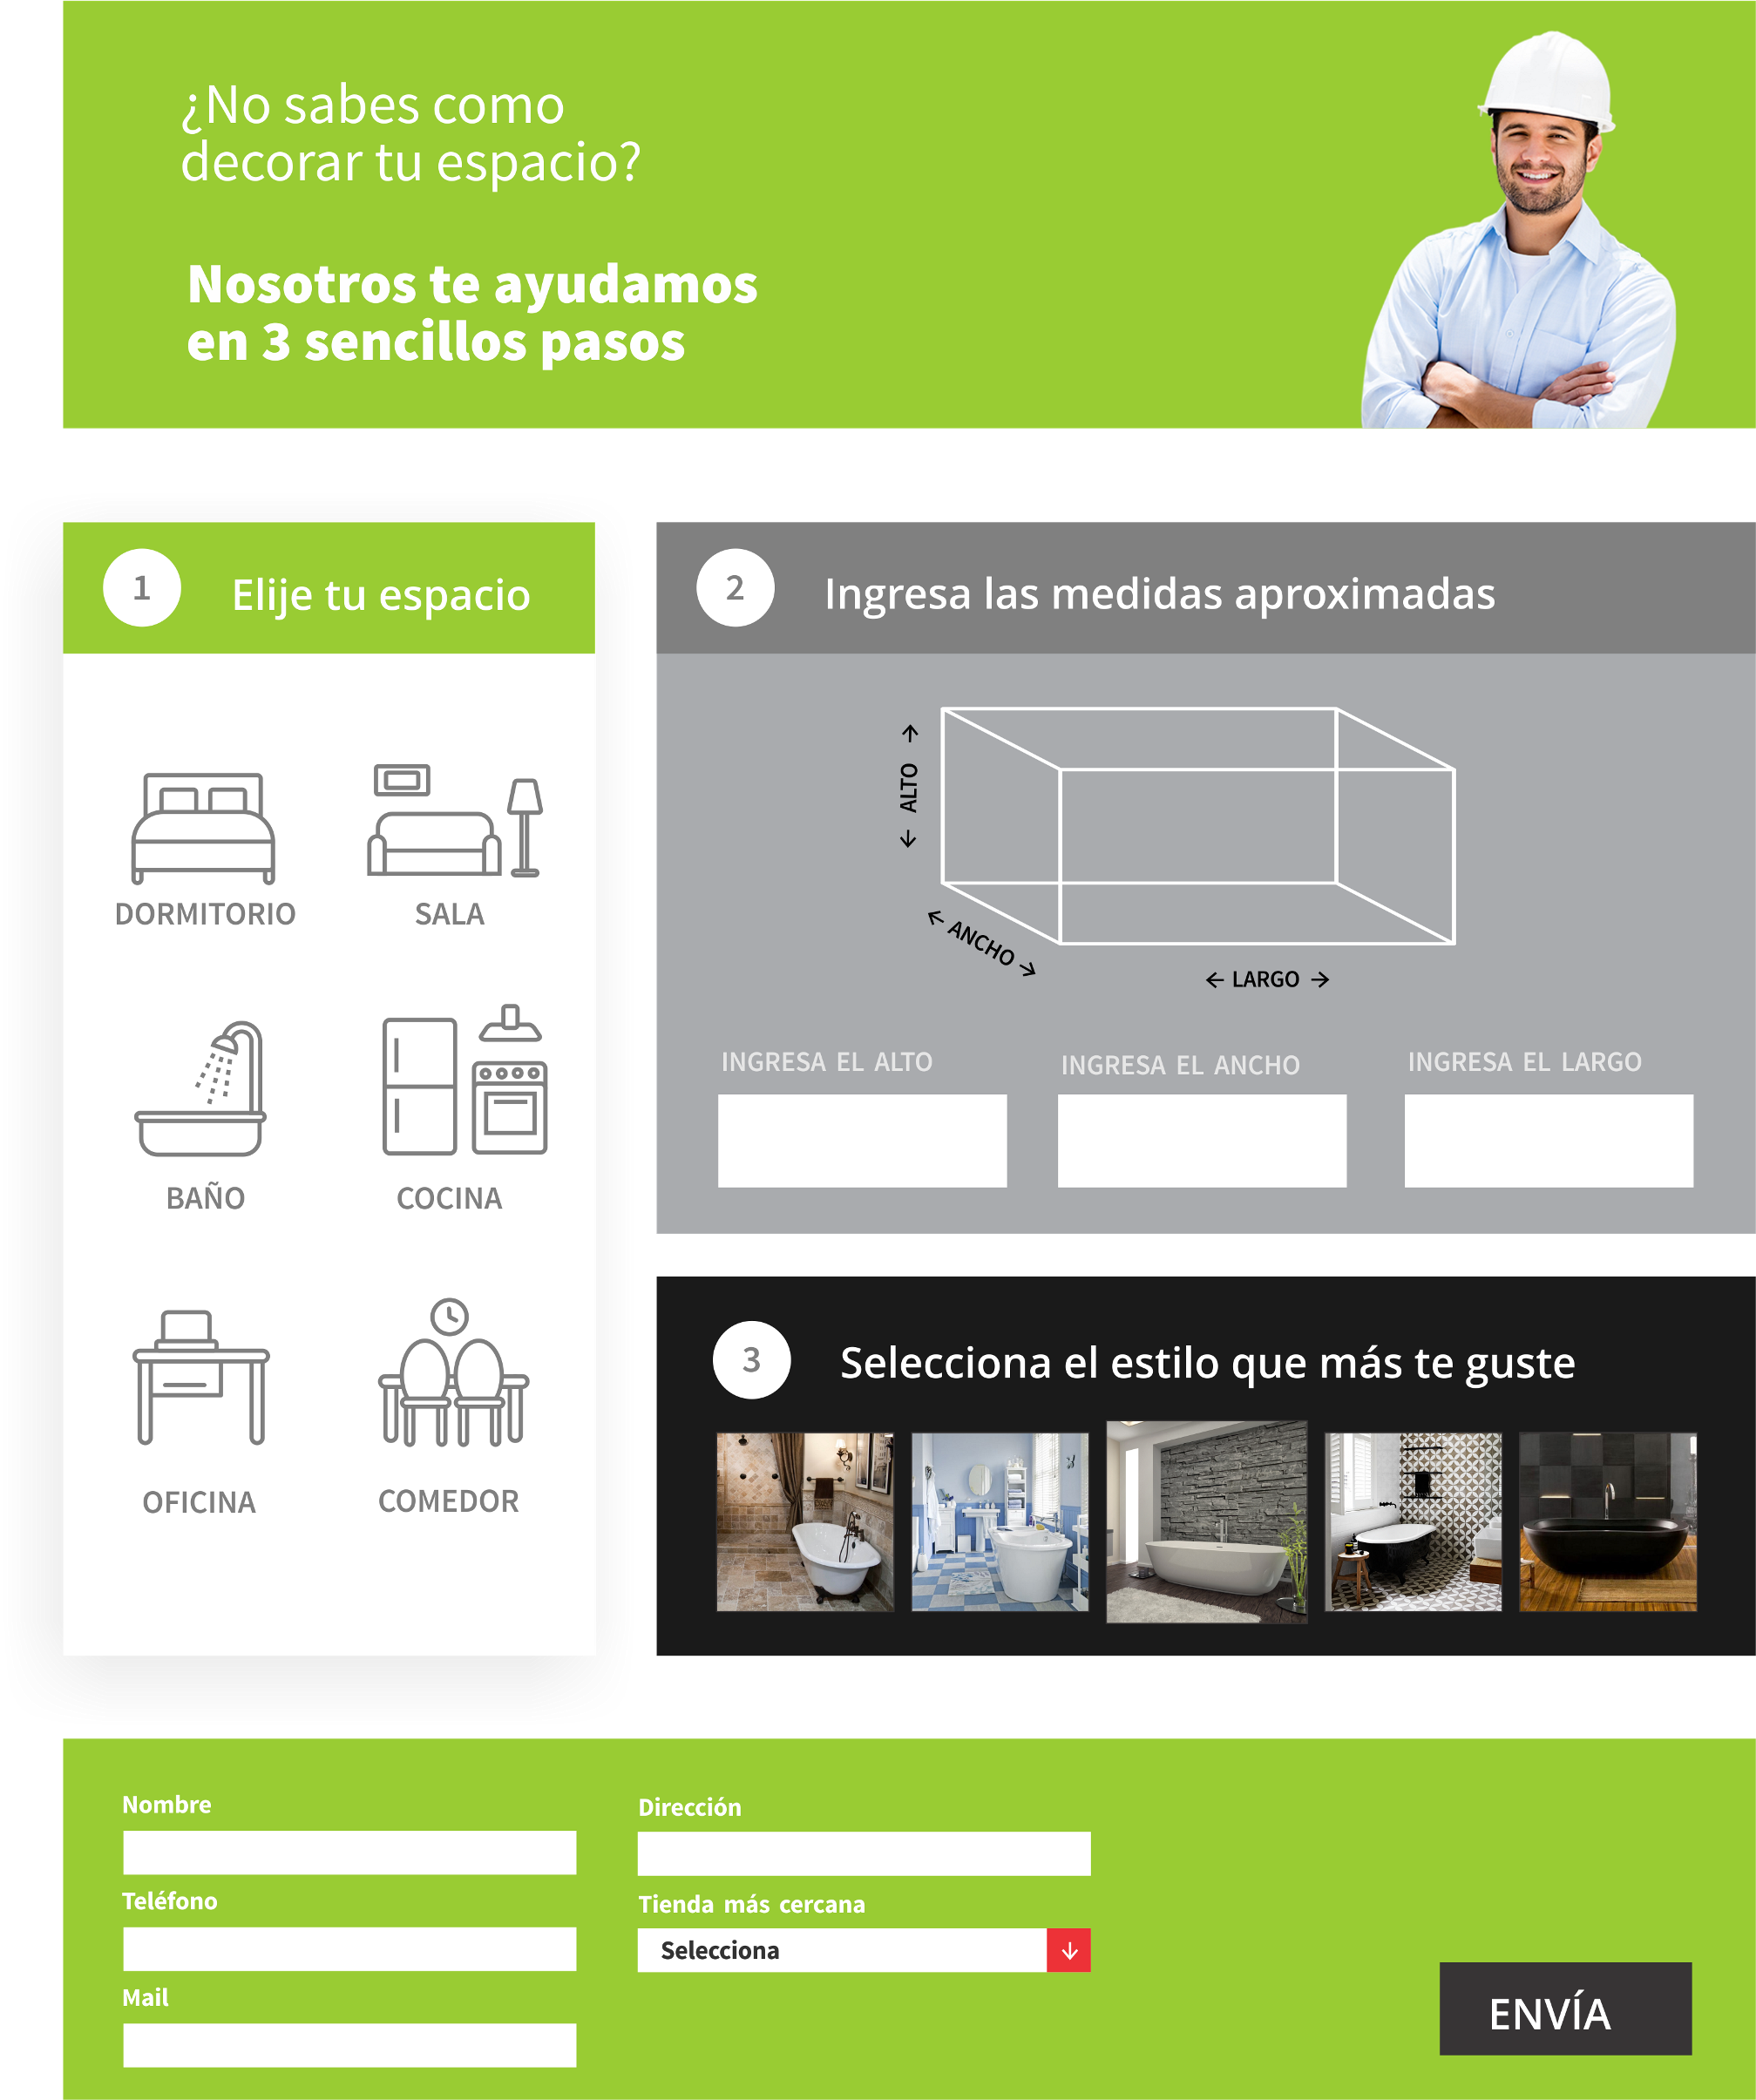 ¿No sabes como
decorar tu espacio?
Nosotros te ayudamos
en 3 sencillos pasos
1
Elije tu espacio
DORMITORIO
SALA
BAÑO
COCINA
OFICINA
COMEDOR
2
Ingresa las medidas aproximadas
← ALTO →
← ANCHO →
← LARGO →
INGRESA EL ALTO
INGRESA EL ANCHO
INGRESA EL LARGO
3
Selecciona el estilo que más te guste
Nombre
Teléfono
Mail
Dirección
Tienda más cercana
Selecciona
ENVÍA